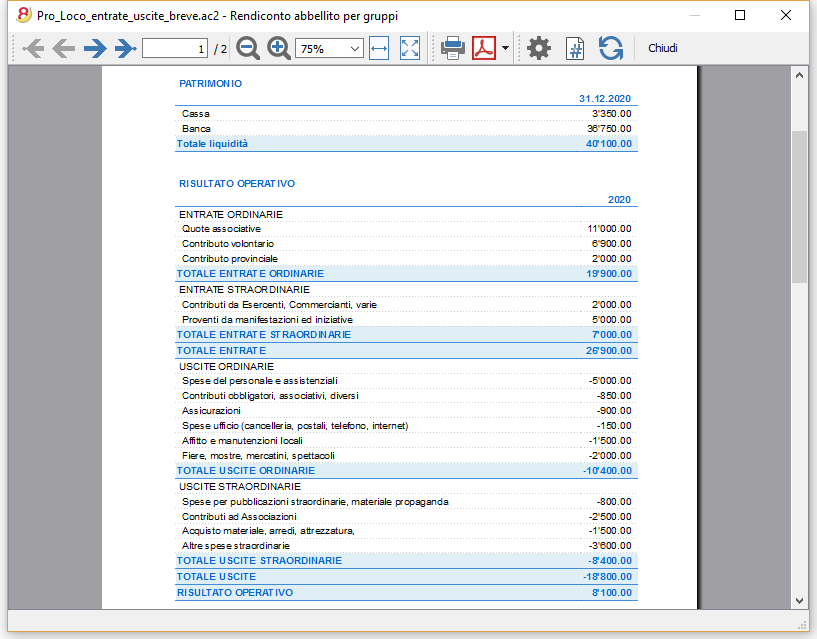 Pro_Loco_entrate_uscite_breve.ac2 - Rendiconto abbellito per gruppi
1 / 2 75% Chiudi
PATRIMONIO
31.12.2020
Cassa 3'350.00
Banca 36'750.00
Totale liquidità 40'100.00
RISULTATO OPERATIVO
2020
ENTRATE ORDINARIE
Quote associative 11'000.00
Contributo volontario 6'900.00
Contributo provinciale 2'000.00
TOTALE ENTRATE ORDINARIE 19'900.00
ENTRATE STRAORDINARIE
Contributi da Esercenti, Commercianti, varie 2'000.00
Proventi da manifestazioni ed iniziative 5'000.00
TOTALE ENTRATE STRAORDINARIE 7'000.00
TOTALE ENTRATE 26'900.00
USCITE ORDINARIE
Spese del personale e assistenziali -5'000.00
Contributi obbligatori, associativi, diversi -850.00
Assicurazioni -900.00
Spese ufficio (cancelleria, postali, telefono, internet) -150.00
Affitto e manutenzioni locali -1'500.00
Fiere, mostre, mercatini, spettacoli -2'000.00
TOTALE USCITE ORDINARIE -10'400.00
USCITE STRAORDINARIE
Spese per pubblicazioni straordinarie, materiale propaganda -800.00
Contributi ad Associazioni -2'500.00
Acquisto materiale, arredi, attrezzatura, -1'500.00
Altre spese straordinarie -3'600.00
TOTALE USCITE STRAORDINARIE -8'400.00
TOTALE USCITE -18'800.00
RISULTATO OPERATIVO 8'100.00